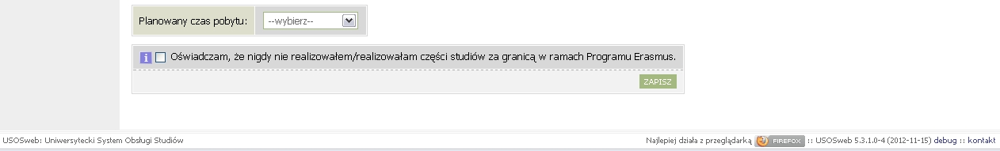 Planowany czas pobytu: --wybierz--
i Oświadczam, że nigdy nie realizowałem/realizowałam części studiów za granicą w ramach Programu Erasmus.
ZAPISZ
USOSweb: Uniwersytecki System Obsługi Studiów Najlepiej działa z przeglądarką FIREFOX :: USOSweb 5.3.1.0-4 (2012-11-15) debug :: kontakt